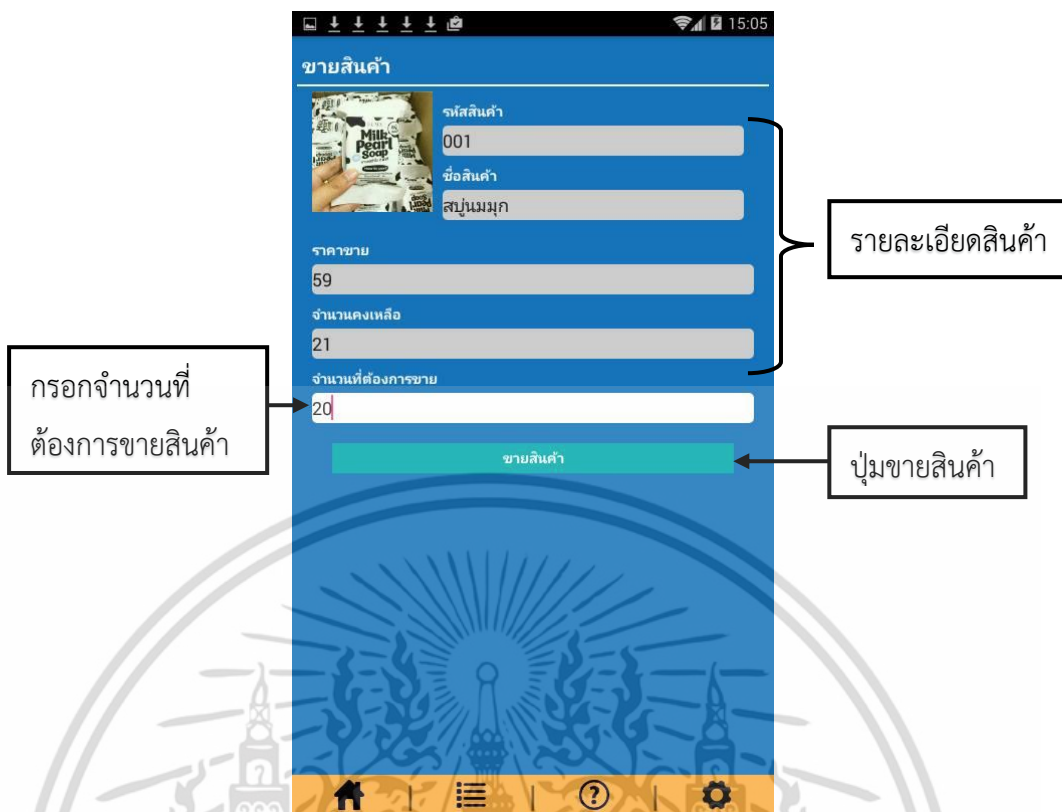 15:05
ขายสินค้า
Milk
Pearl
Soap
รหัสสินค้า
001
ชื่อสินค้า
สบู่นมมุก
ราคาขาย
59
จำนวนคงเหลือ
21
จำนวนที่ต้องการขาย
20
ขายสินค้า
รายละเอียดสินค้า
กรอกจำนวนที่
ต้องการขายสินค้า
ปุ่มขายสินค้า